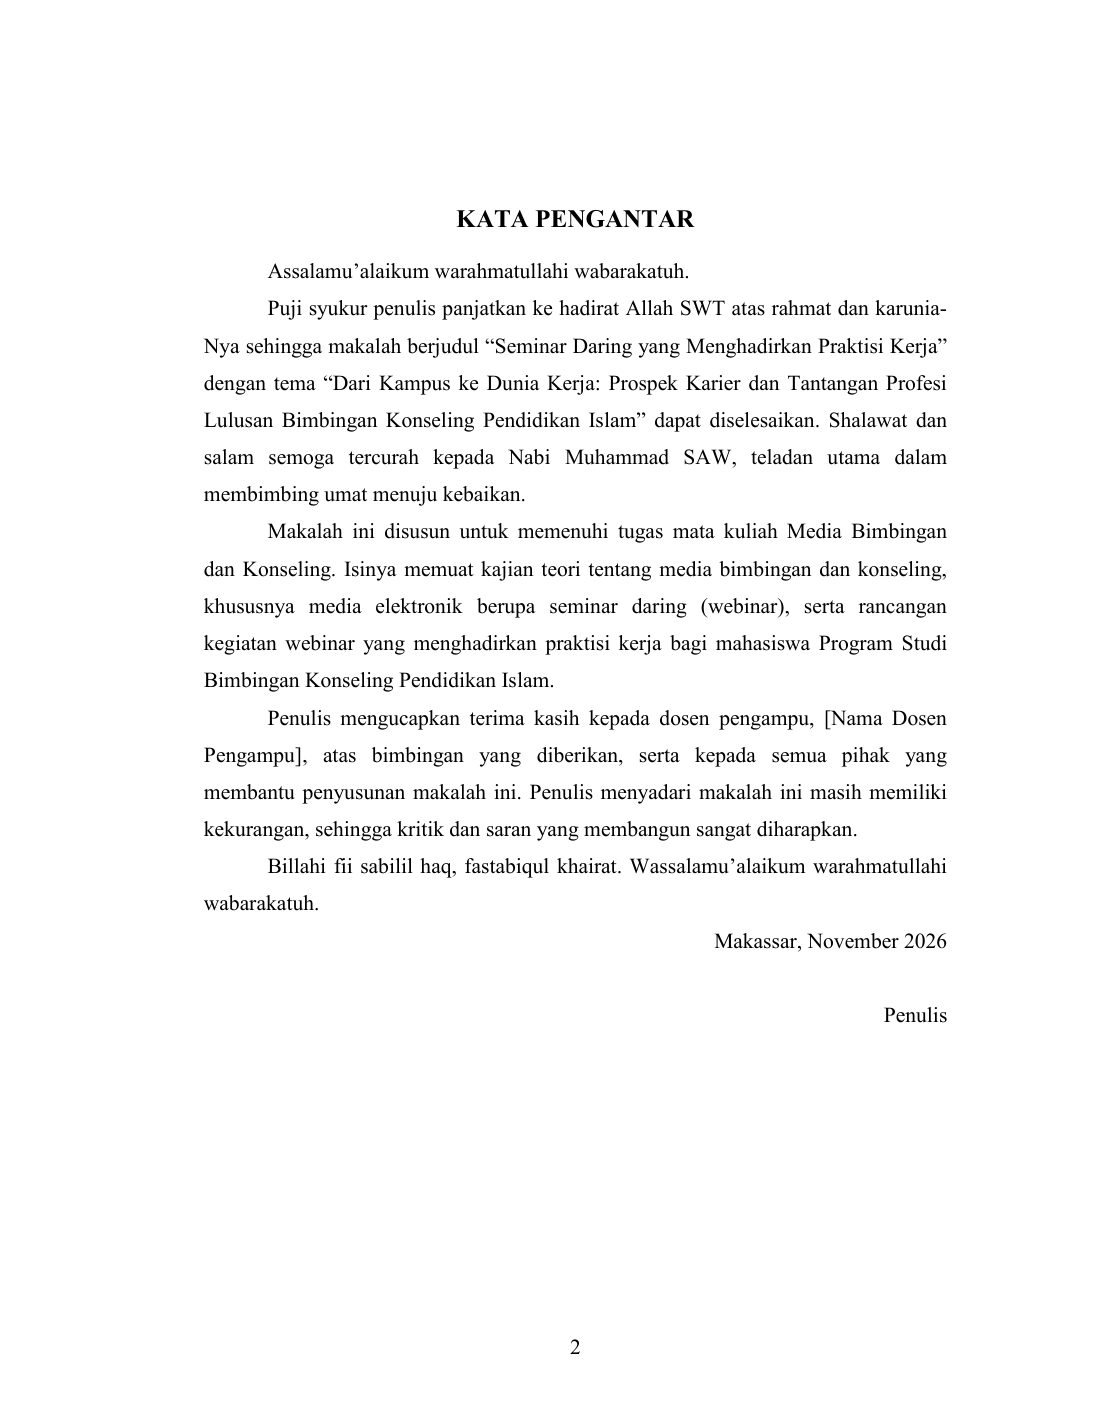 KATA PENGANTAR
Assalamu’alaikum warahmatullahi wabarakatuh.
Puji syukur penulis panjatkan ke hadirat Allah SWT atas rahmat dan karunia-
Nya sehingga makalah berjudul “Seminar Daring yang Menghadirkan Praktisi Kerja”
dengan tema “Dari Kampus ke Dunia Kerja: Prospek Karier dan Tantangan Profesi
Lulusan Bimbingan Konseling Pendidikan Islam” dapat diselesaikan. Shalawat dan
salam semoga tercurah kepada Nabi Muhammad SAW, teladan utama dalam
membimbing umat menuju kebaikan.
Makalah ini disusun untuk memenuhi tugas mata kuliah Media Bimbingan
dan Konseling. Isinya memuat kajian teori tentang media bimbingan dan konseling,
khususnya media elektronik berupa seminar daring (webinar), serta rancangan
kegiatan webinar yang menghadirkan praktisi kerja bagi mahasiswa Program Studi
Bimbingan Konseling Pendidikan Islam.
Penulis mengucapkan terima kasih kepada dosen pengampu, [Nama Dosen
Pengampu], atas bimbingan yang diberikan, serta kepada semua pihak yang
membantu penyusunan makalah ini. Penulis menyadari makalah ini masih memiliki
kekurangan, sehingga kritik dan saran yang membangun sangat diharapkan.
Billahi fii sabilil haq, fastabiqul khairat. Wassalamu’alaikum warahmatullahi
wabarakatuh.
Makassar, November 2026
Penulis
2